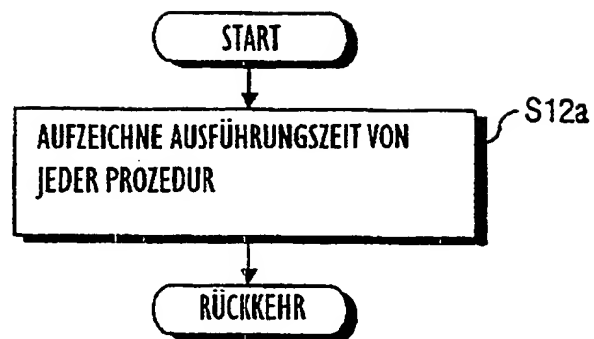 START
AUFZEICHNE AUSFÜHRUNGSZEIT VON
JEDER PROZEDUR
S12a
RÜCKKEHR